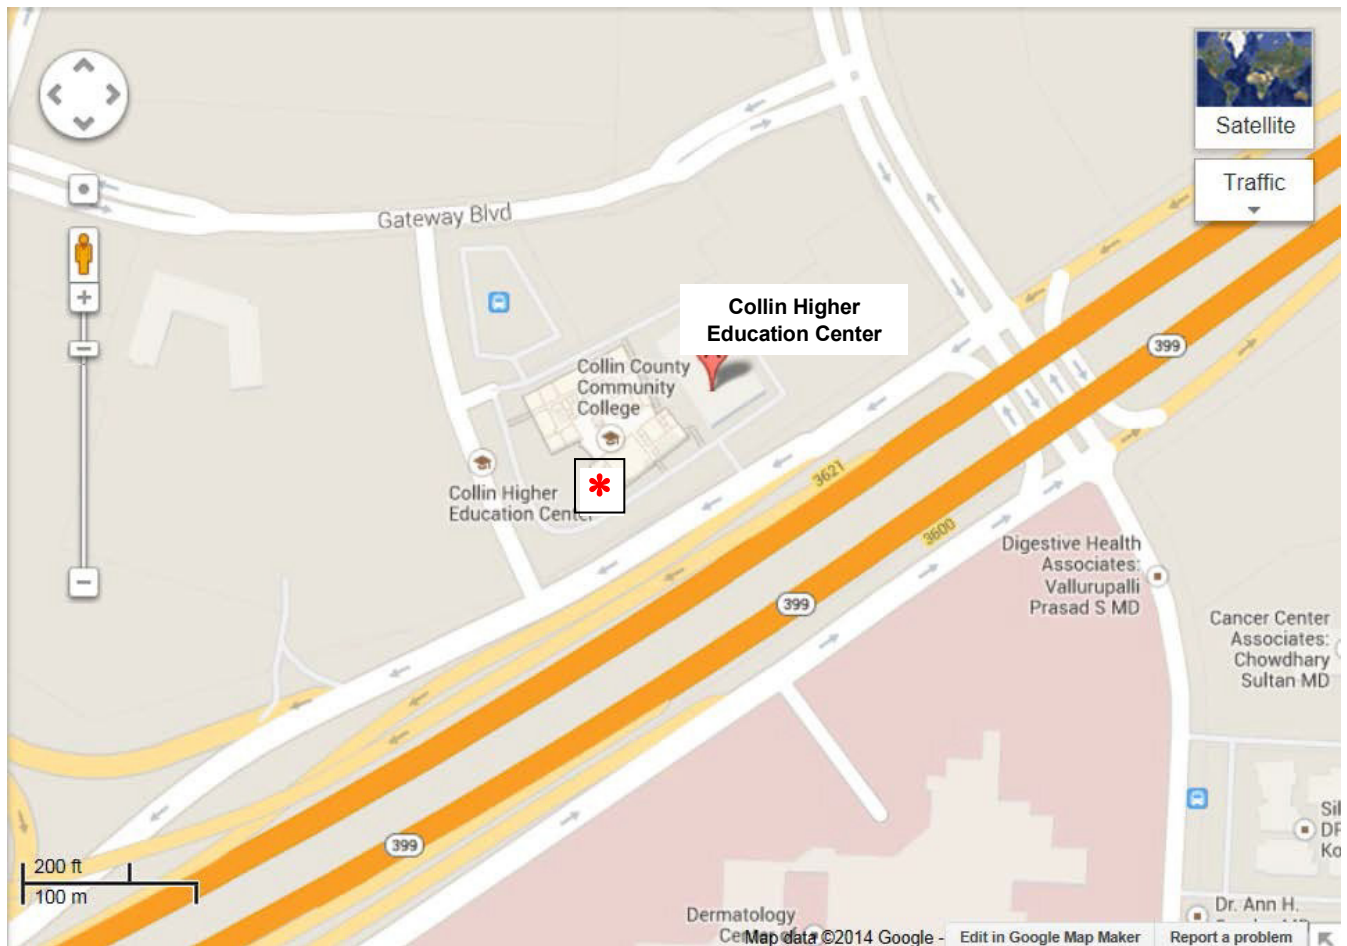 Satellite
Traffic
Gateway Blvd
Collin Higher
Education Center
399
Collin County
Community
College
3621
Collin Higher
Education Center
*
3600
Digestive Health
Associates:
Vallurupalli
Prasad S MD
399
Cancer Center
Associates:
Chowdhary
Sultan MD
399
200 ft
100 m
Dr. Ann H.
Dermatology
Map data ©2014 Google -
Edit in Google Map Maker
Report a problem